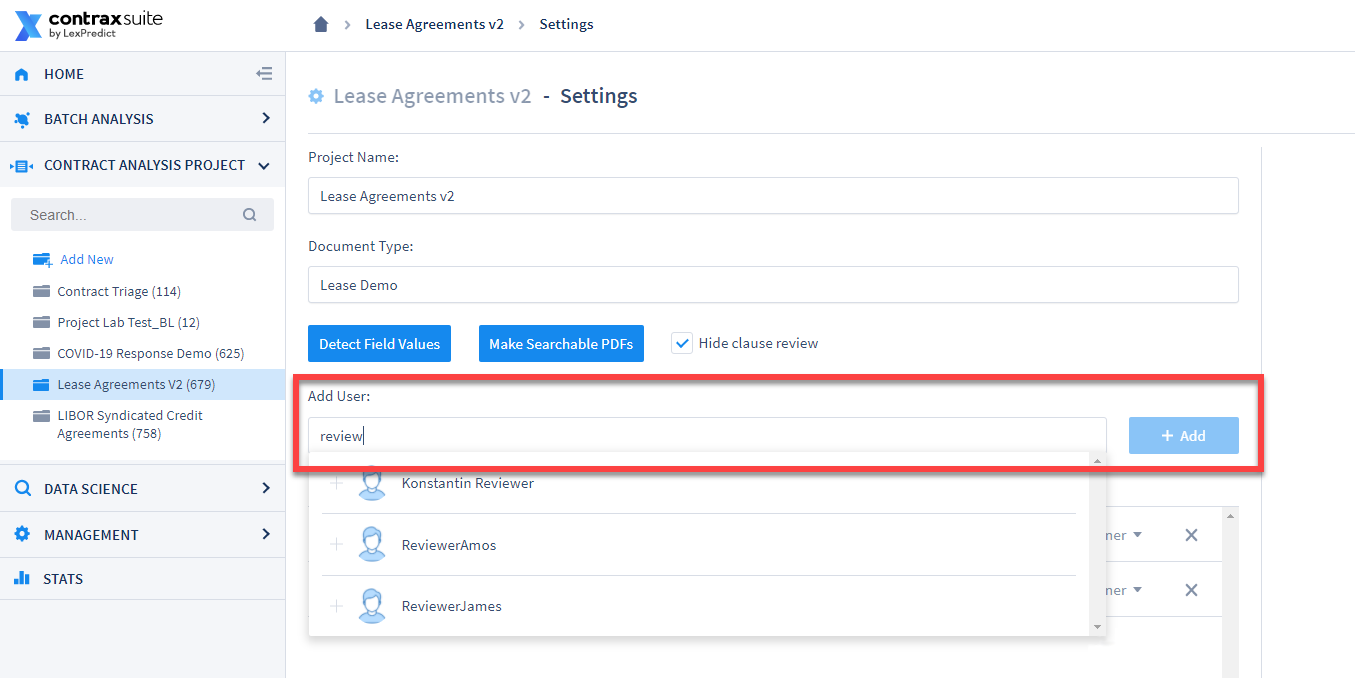 contraxsuite
by LexPredict
Lease Agreements v2 > Settings
HOME
BATCH ANALYSIS
CONTRACT ANALYSIS PROJECT
Search...
Add New
Contract Triage (114)
Project Lab Test_BL (12)
COVID-19 Response Demo (625)
Lease Agreements V2 (679)
LIBOR Syndicated Credit
Agreements (758)
DATA SCIENCE
MANAGEMENT
STATS
Lease Agreements v2 - Settings
Project Name:
Lease Agreements v2
Document Type:
Lease Demo
Detect Field Values Make Searchable PDFs Hide clause review
Add User:
review + Add
Konstantin Reviewer
ReviewerAmos
ReviewerJames
ner
ner